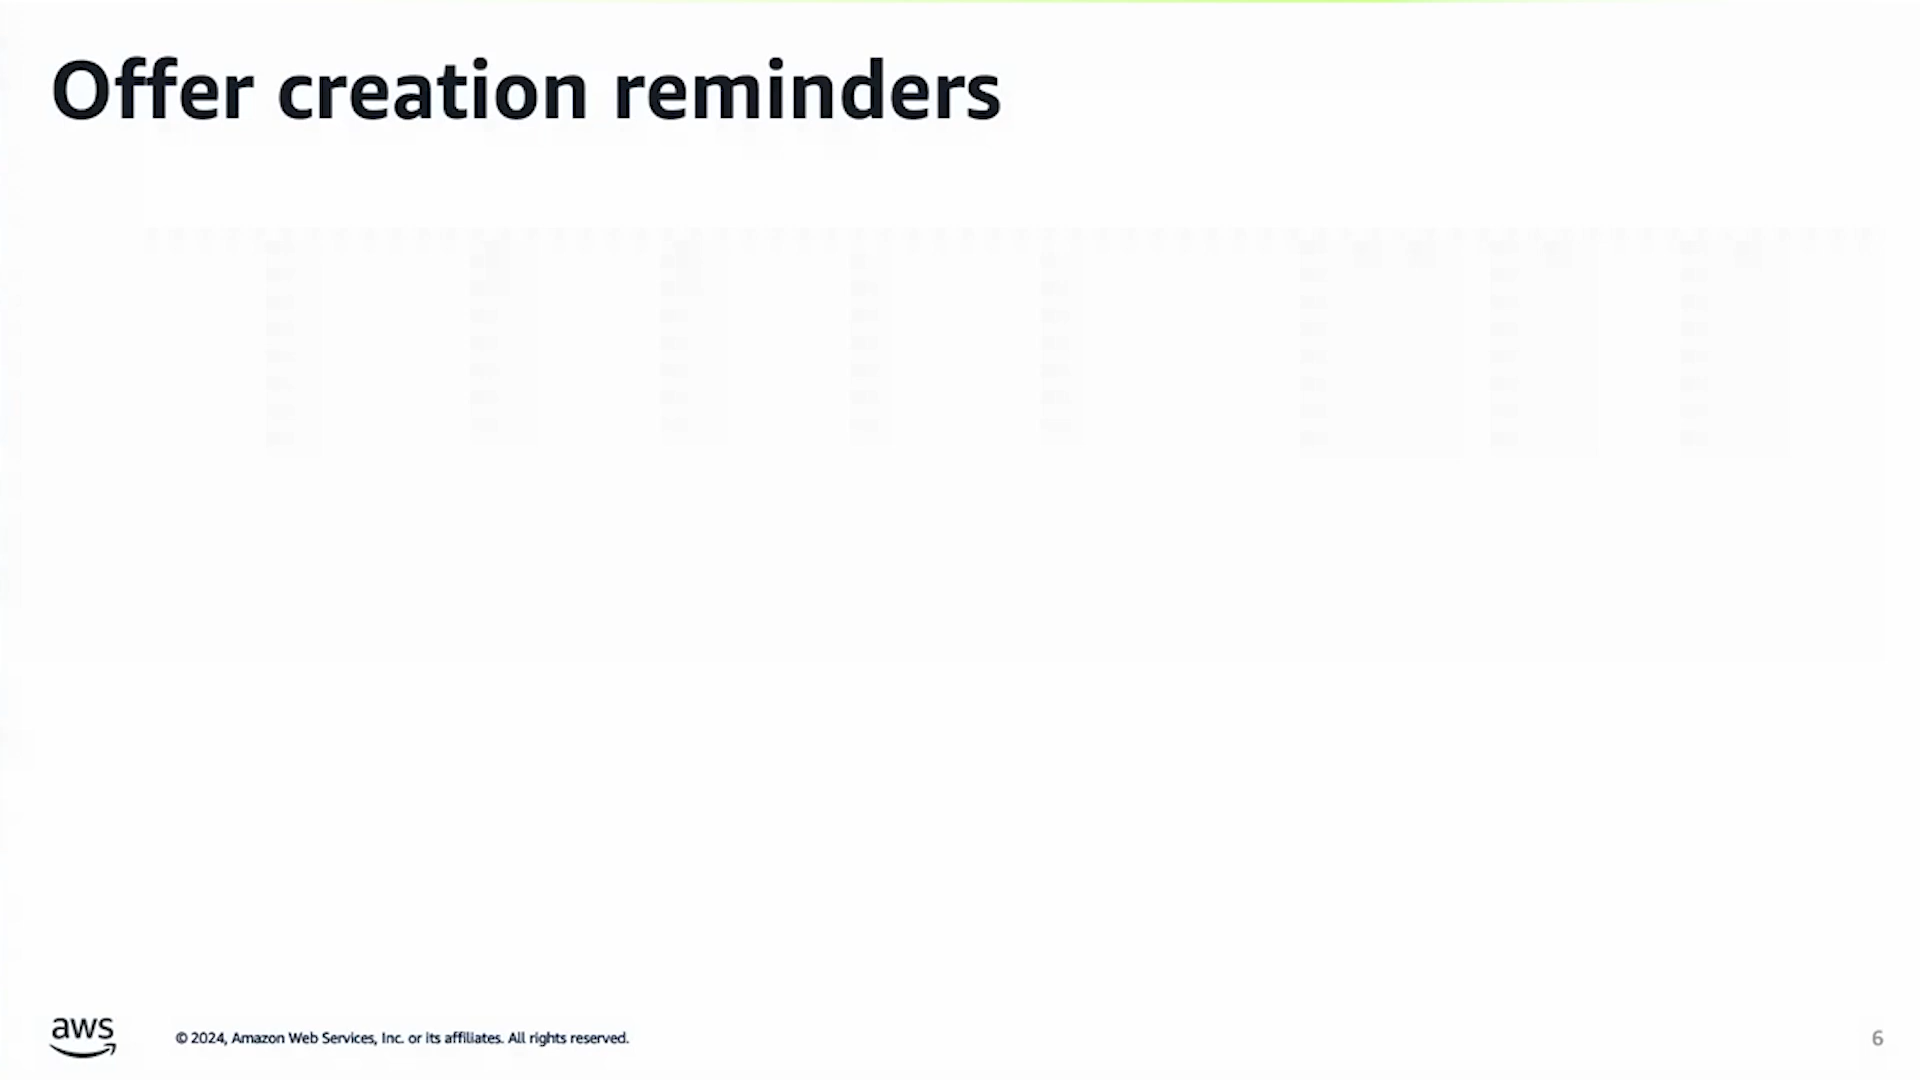 Offer creation reminders
aws
© 2024, Amazon Web Services, Inc. or its affiliates. All rights reserved.
6